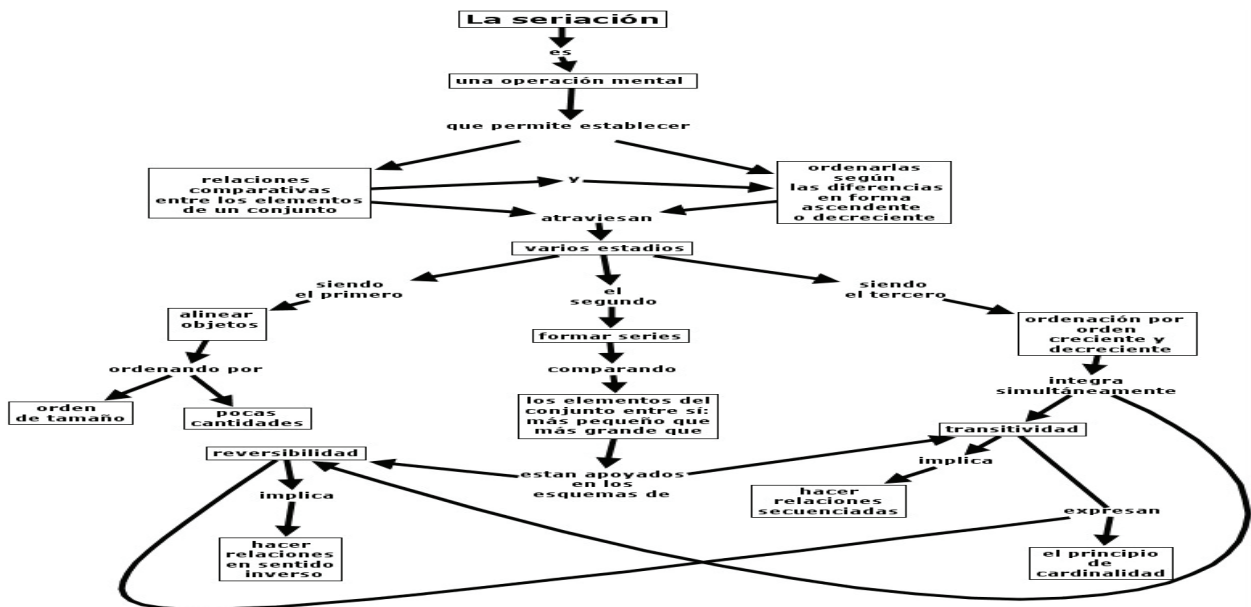 La seriación
es
una operación mental
que permite establecer
relaciones
comparativas
entre los elementos
de un conjunto
y
ordenarlas
según
las diferencias
en forma
ascendente
o decreciente
atraviesan
varios estadios
siendo
el primero
el
segundo
siendo
el tercero
alinear
objetos
formar series
ordenación por
orden
creciente y
decreciente
ordenando por
comparando
integra
simultáneamente
orden
de tamaño
pocas
cantidades
los elementos del
conjunto entre sí:
más pequeño que
más grande que
transitividad
reversibilidad
estan apoyados
en los
esquemas de
implica
implica
hacer
relaciones
secuenciadas
expresan
hacer
relaciones
en sentido
inverso
el principio
de
cardinalidad